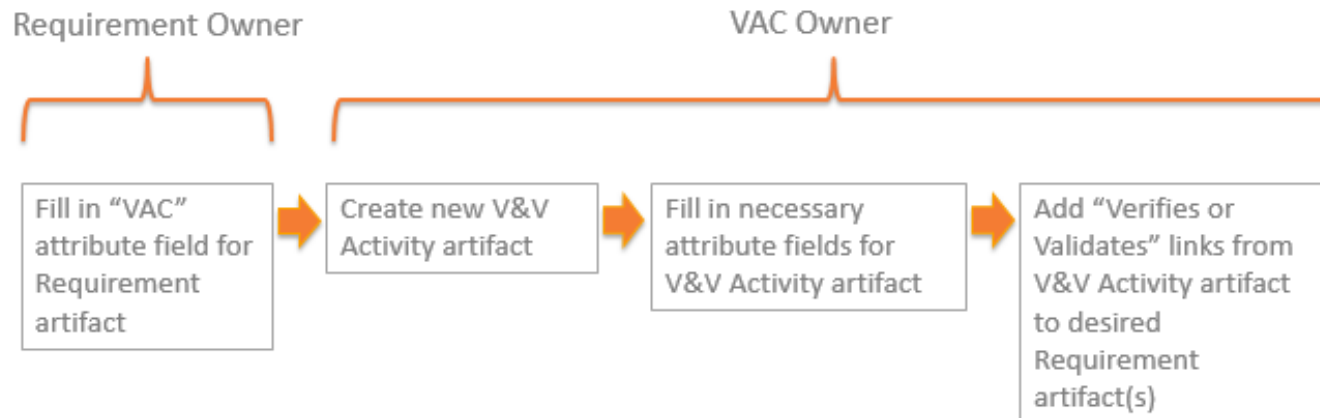 Requirement Owner
VAC Owner
Fill in “VAC”
attribute field for
Requirement
artifact
Create new V&V
Activity artifact
Fill in necessary
attribute fields for
V&V Activity artifact
Add “Verifies or
Validates” links from
V&V Activity artifact
to desired
Requirement
artifact(s)